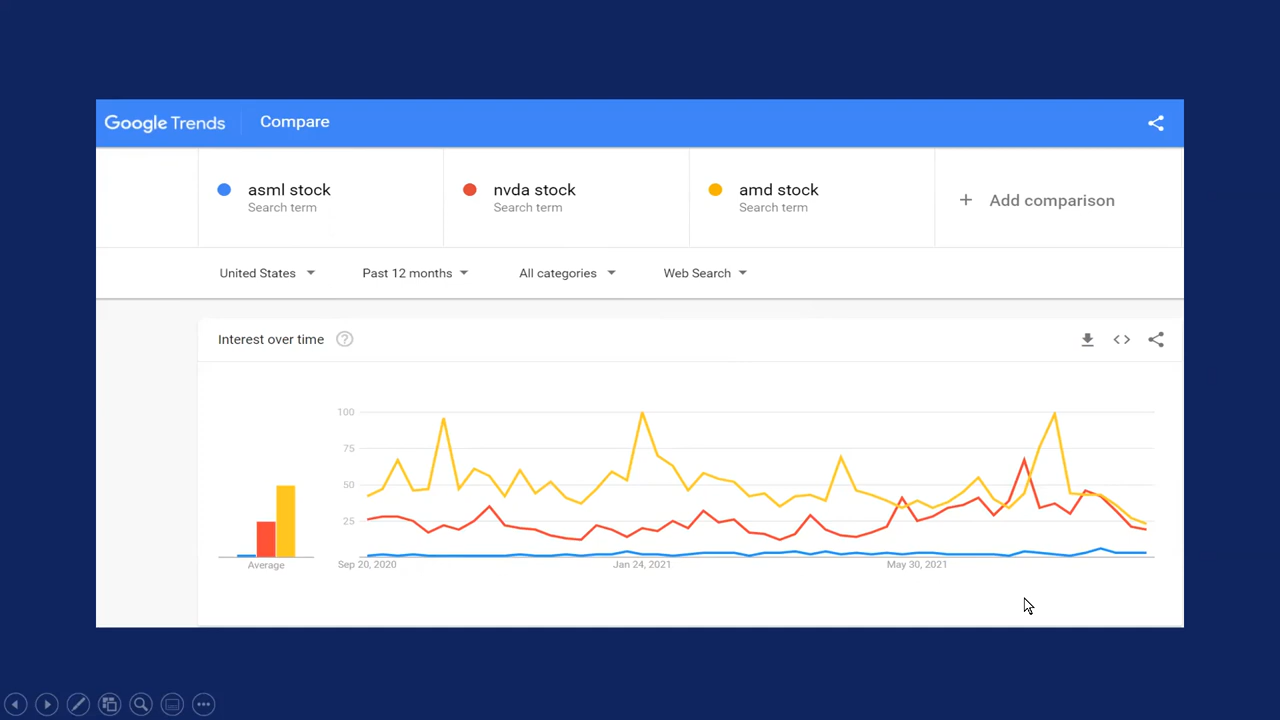 Google Trends Compare
asml stock
Search term
nvda stock
Search term
amd stock
Search term
+ Add comparison
United States Past 12 months All categories Web Search
Interest over time ?
100
75
50
25
Average
Sep 20, 2020 Jan 24, 2021 May 30, 2021